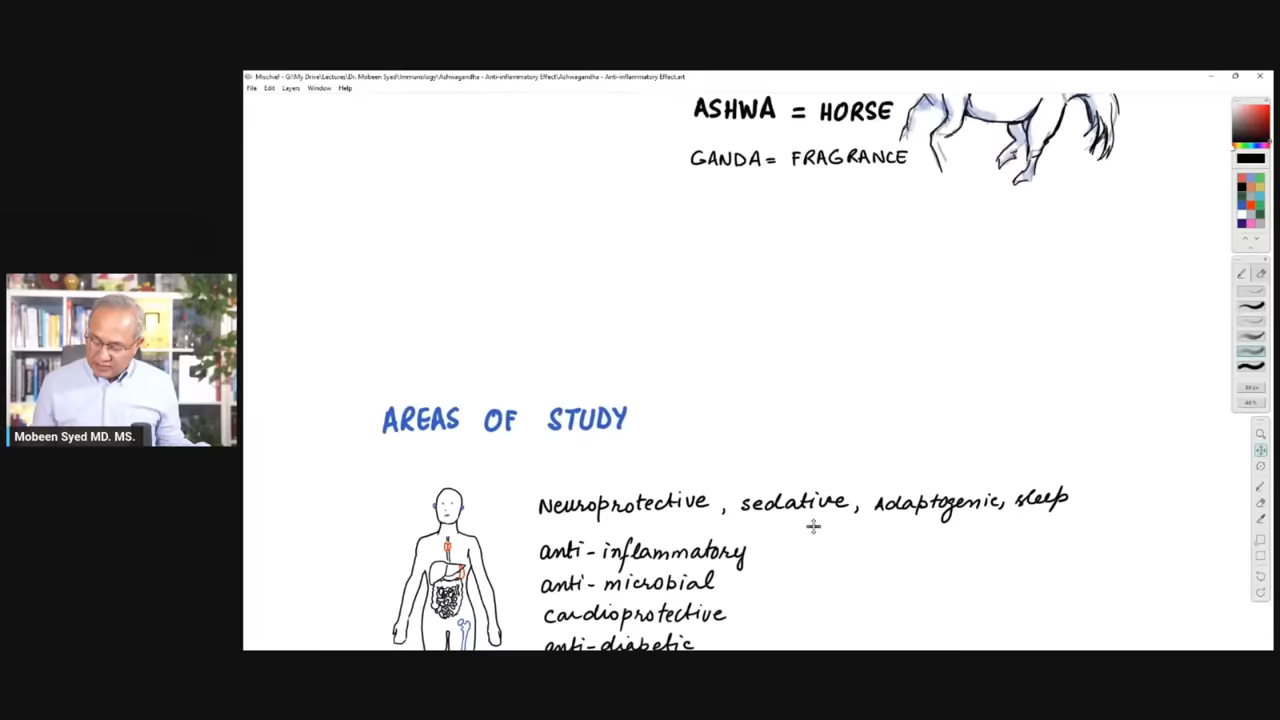 Mischief - G:\My Drive\Lectures\Dr. Mobeen Syed\Immunology\Ashwagandha - Anti-inflammatory Effect\Ashwagandha - Anti-inflammatory Effect.art
File Edit Layers Window Help
ASHWA = HORSE
GANDA = FRAGRANCE
Mobeen Syed MD. MS.
AREAS OF STUDY
Neuroprotective, sedative, Adaptogenic, sleep
anti-inflammatory
anti-microbial
cardioprotective
anti-diabetic